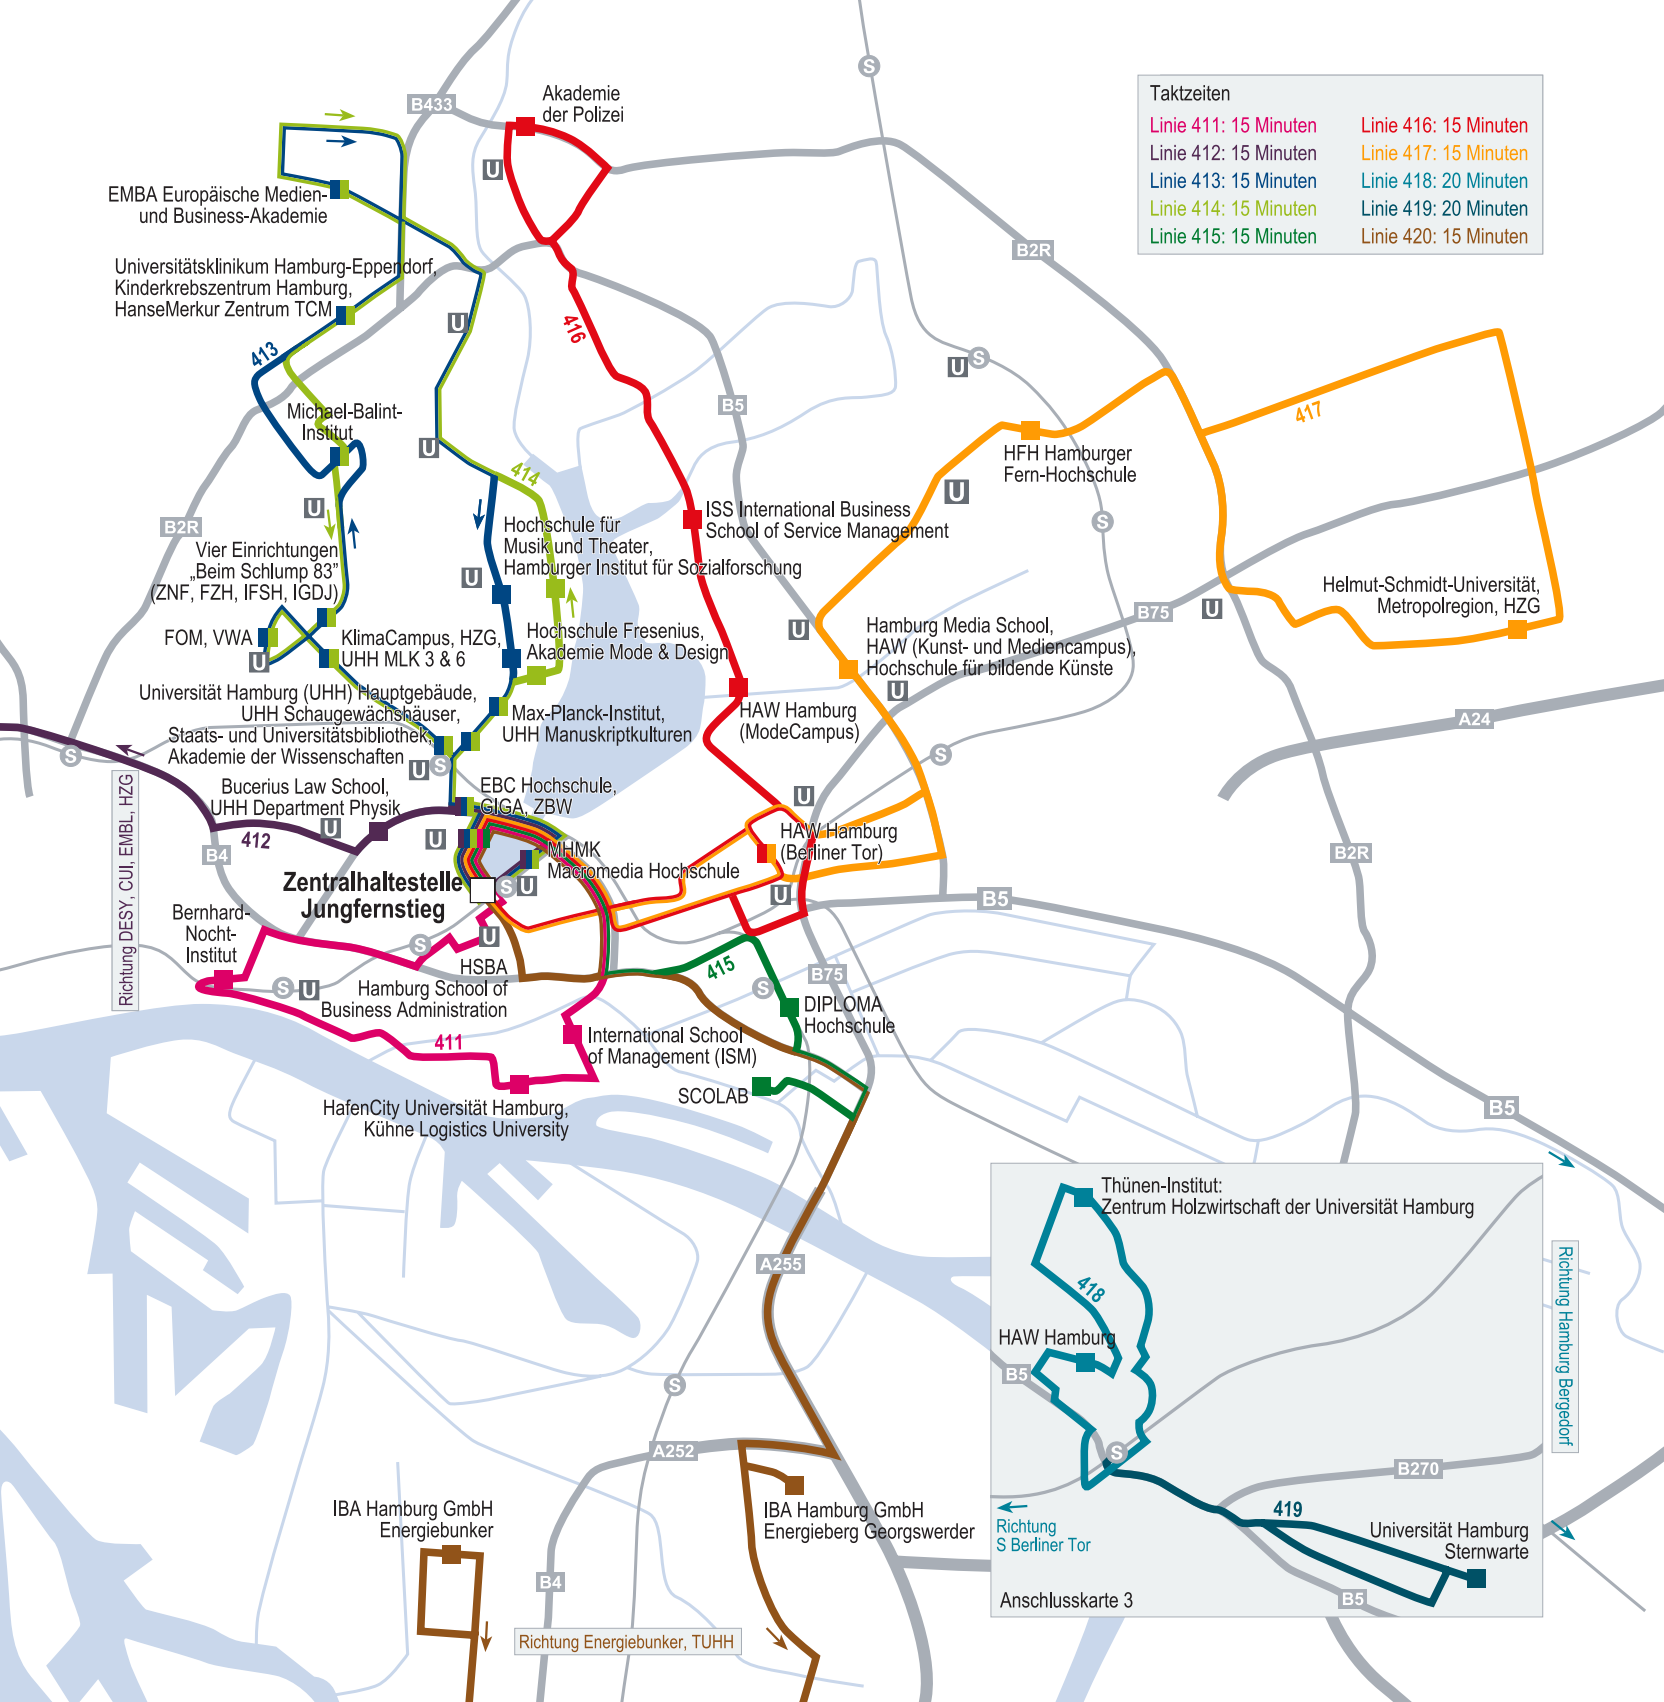 Taktzeiten
Linie 411: 15 Minuten
Linie 412: 15 Minuten
Linie 413: 15 Minuten
Linie 414: 15 Minuten
Linie 415: 15 Minuten
Linie 416: 15 Minuten
Linie 417: 15 Minuten
Linie 418: 20 Minuten
Linie 419: 20 Minuten
Linie 420: 15 Minuten
S
B433
Akademie
der Polizei
U
EMBA Europäische Medien-
und Business-Akademie
B2R
Universitätsklinikum Hamburg-Eppendorf,
Kinderkrebszentrum Hamburg,
HanseMerkur Zentrum TCM
U
416
413
U
S
B5
Michael-Balint-
Institut
417
U
HFH Hamburger
Fern-Hochschule
414
U
U
ISS International Business
School of Service Management
S
B2R
Hochschule für
Musik und Theater,
Hamburger Institut für Sozialforschung
Vier Einrichtungen
„Beim Schlump 83”
(ZNF, FZH, IFSH, IGDJ)
U
Helmut-Schmidt-Universität,
Metropolregion, HZG
B75
U
U
FOM, VWA
U
KlimaCampus, HZG,
UHH MLK 3 & 6
Hochschule Fresenius,
Akademie Mode & Design
Hamburg Media School,
HAW (Kunst- und Mediencampus),
Hochschule für bildende Künste
U
Universität Hamburg (UHH) Hauptgebäude,
UHH Schaugewächshäuser,
Staats- und Universitätsbibliothek,
Akademie der Wissenschaften
Max-Planck-Institut,
UHH Manuskriptkulturen
HAW Hamburg
(ModeCampus)
A24
S
S
U
S
Richtung DESY, CUI, EMBL, HZG
Bucerius Law School,
UHH Department Physik
EBC Hochschule,
GIGA, ZBW
U
U
412
U
B4
HAW Hamburg
(Berliner Tor)
B2R
MHMK
Macromedia Hochschule
Zentralhaltestelle
Jungfernstieg
S
U
U
B5
Bernhard-
Nocht-
Institut
S
U
HSBA
Hamburg School of
Business Administration
S
U
415
S
B75
DIPLOMA
Hochschule
411
International School
of Management (ISM)
SCOLAB
HafenCity Universität Hamburg,
Kühne Logistics University
B5
A255
Thünen-Institut:
Zentrum Holzwirtschaft der Universität Hamburg
418
HAW Hamburg
B5
S
B270
419
Richtung
S Berliner Tor
Universität Hamburg
Sternwarte
B5
Anschlusskarte 3
Richtung Hamburg Bergedorf
S
A252
IBA Hamburg GmbH
Energiebunker
IBA Hamburg GmbH
Energieberg Georgswerder
B4
Richtung Energiebunker, TUHH